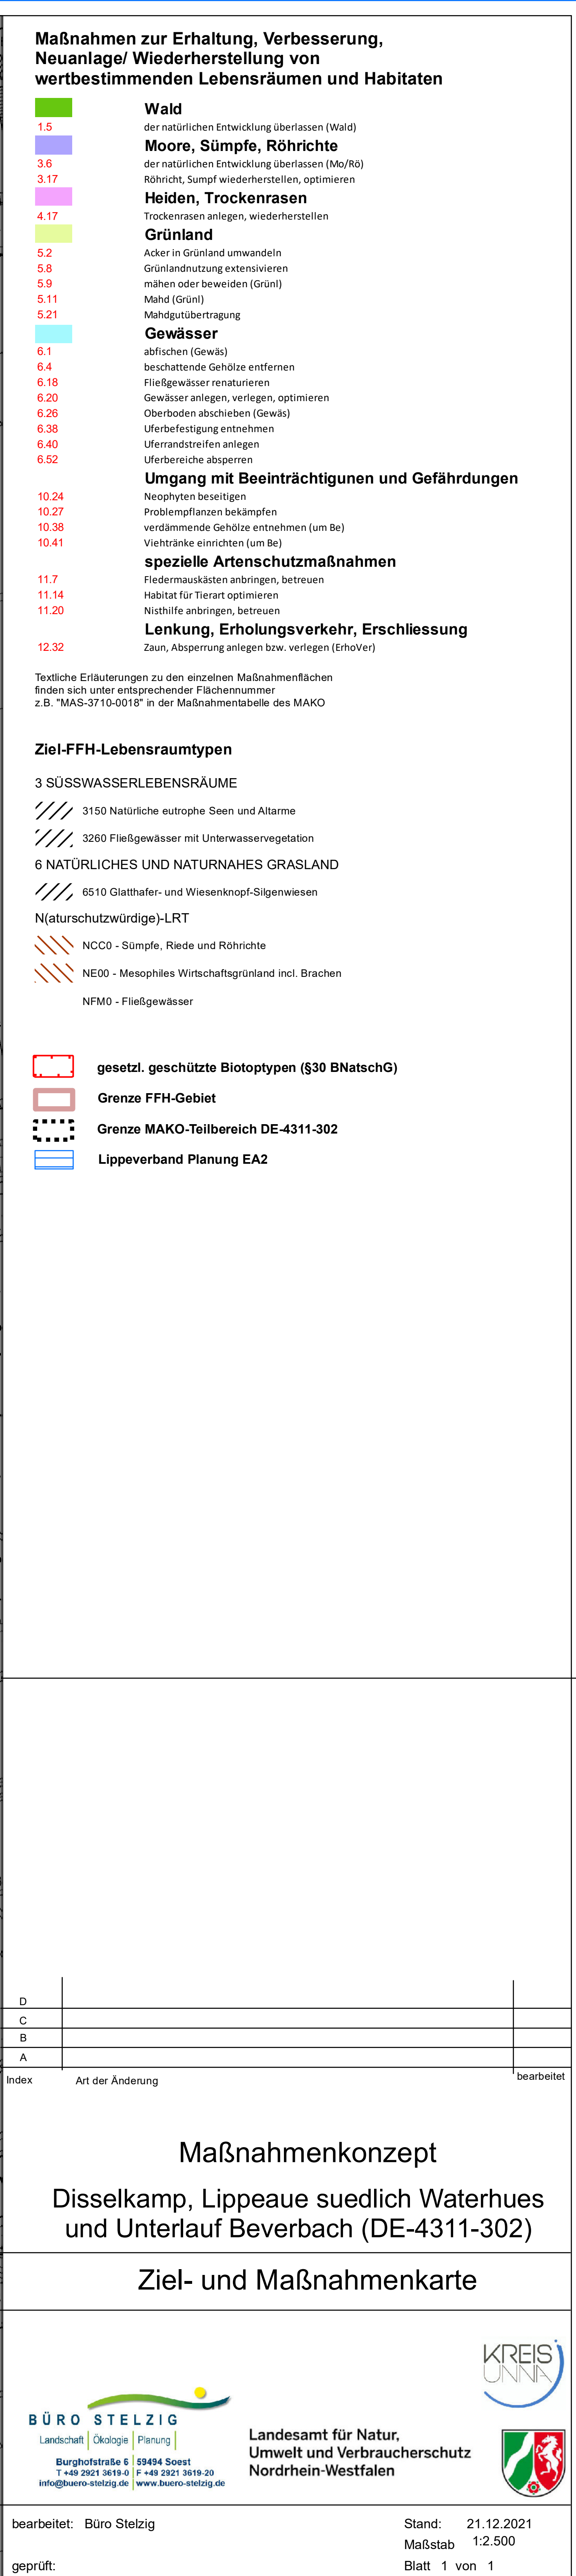 Maßnahmen zur Erhaltung, Verbesserung,
Neuanlage/ Wiederherstellung von
wertbestimmenden Lebensräumen und Habitaten
Wald
1.5 der natürlichen Entwicklung überlassen (Wald)
Moore, Sümpfe, Röhrichte
3.6 der natürlichen Entwicklung überlassen (Mo/Rö)
3.17 Röhricht, Sumpf wiederherstellen, optimieren
Heiden, Trockenrasen
4.17 Trockenrasen anlegen, wiederherstellen
Grünland
5.2 Acker in Grünland umwandeln
5.8 Grünlandnutzung extensivieren
5.9 mähen oder beweiden (Grünl)
5.11 Mahd (Grünl)
5.21 Mahdgutübertragung
Gewässer
6.1 abfischen (Gewäs)
6.4 beschattende Gehölze entfernen
6.18 Fließgewässer renaturieren
6.20 Gewässer anlegen, verlegen, optimieren
6.26 Oberboden abschieben (Gewäs)
6.38 Uferbefestigung entnehmen
6.40 Uferrandstreifen anlegen
6.52 Uferbereiche absperren
Umgang mit Beeinträchtigunen und Gefährdungen
10.24 Neophyten beseitigen
10.27 Problempflanzen bekämpfen
10.38 verdämmende Gehölze entnehmen (um Be)
10.41 Viehtränke einrichten (um Be)
spezielle Artenschutzmaßnahmen
11.7 Fledermauskästen anbringen, betreuen
11.14 Habitat für Tierart optimieren
11.20 Nisthilfe anbringen, betreuen
Lenkung, Erholungsverkehr, Erschliessung
12.32 Zaun, Absperrung anlegen bzw. verlegen (ErhoVer)
Textliche Erläuterungen zu den einzelnen Maßnahmenflächen
finden sich unter entsprechender Flächennummer
z.B. "MAS-3710-0018" in der Maßnahmentabelle des MAKO
Ziel-FFH-Lebensraumtypen
3 SÜSSWASSERLEBENSRÄUME
3150 Natürliche eutrophe Seen und Altarme
3260 Fließgewässer mit Unterwasservegetation
6 NATÜRLICHES UND NATURNAHES GRASLAND
6510 Glatthafer- und Wiesenknopf-Silgenwiesen
N(aturschutzwürdige)-LRT
NCC0 - Sümpfe, Riede und Röhrichte
NE00 - Mesophiles Wirtschaftsgrünland incl. Brachen
NFM0 - Fließgewässer
gesetzl. geschützte Biotoptypen (§30 BNatschG)
Grenze FFH-Gebiet
Grenze MAKO-Teilbereich DE-4311-302
Lippeverband Planung EA2
D
C
B
A
Index Art der Änderung bearbeitet
Maßnahmenkonzept
Disselkamp, Lippeaue suedlich Waterhues
und Unterlauf Beverbach (DE-4311-302)
Ziel- und Maßnahmenkarte
KREIS
UNNA
BÜRO STELZIG
Landschaft | Ökologie | Planung |
Burghofstraße 6 | 59494 Soest
T +49 2921 3619-0 | F +49 2921 3619-20
info@buero-stelzig.de | www.buero-stelzig.de
Landesamt für Natur,
Umwelt und Verbraucherschutz
Nordrhein-Westfalen
bearbeitet: Büro Stelzig Stand: 21.12.2021
Maßstab 1:2.500
geprüft: Blatt 1 von 1